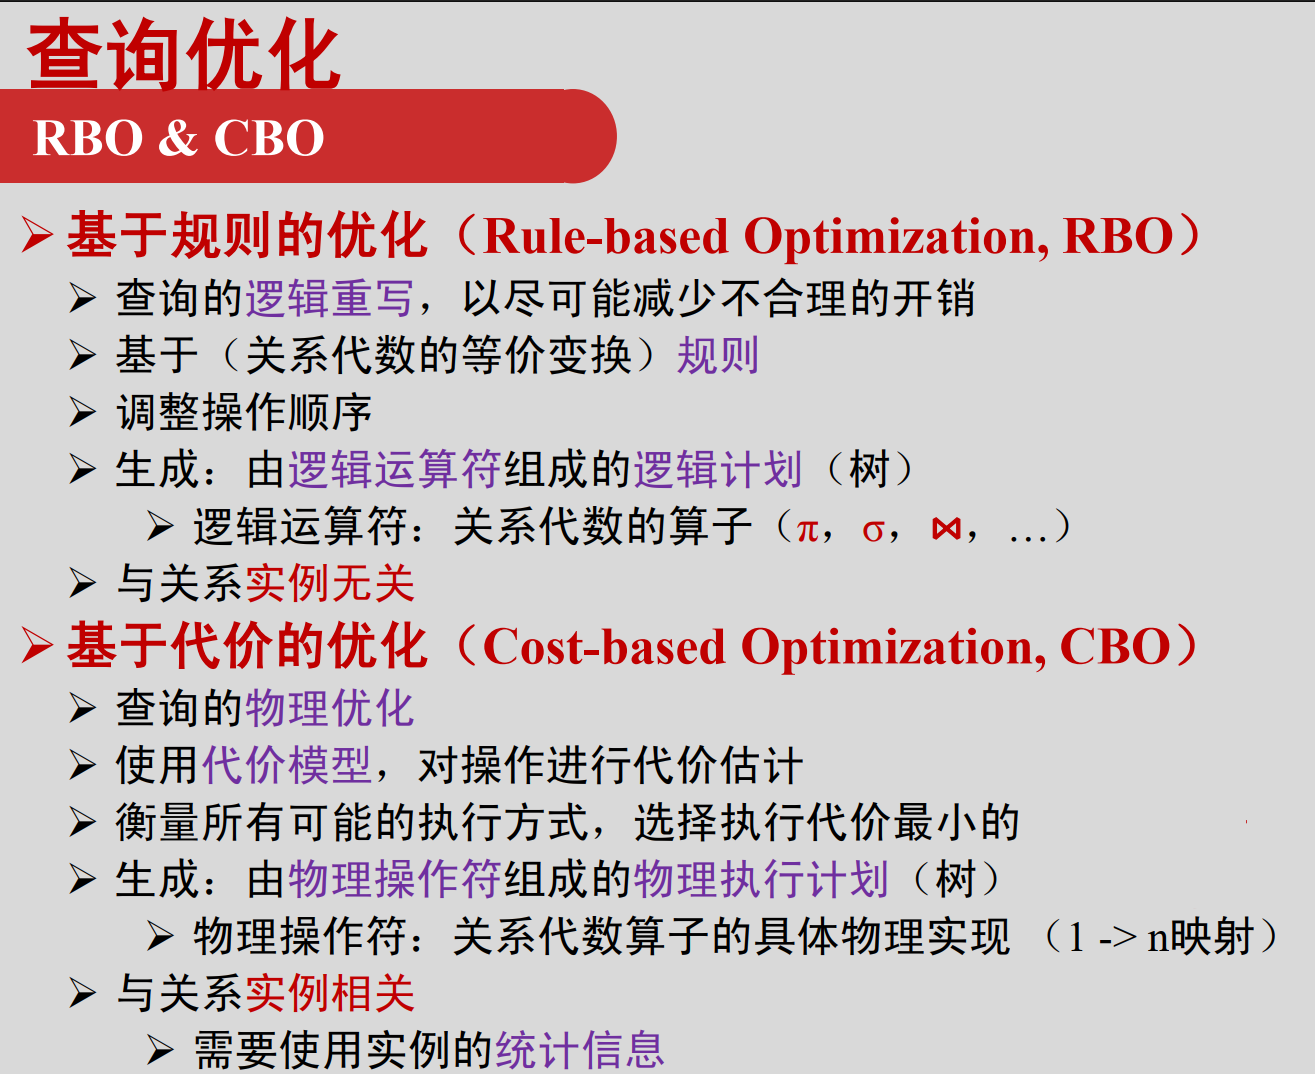 查询优化
RBO & CBO
基于规则的优化（Rule-based Optimization, RBO）
查询的逻辑重写，以尽可能减少不合理的开销
基于（关系代数的等价变换）规则
调整操作顺序
生成：由逻辑运算符组成的逻辑计划（树）
逻辑运算符：关系代数的算子（π，σ，⋈，…）
与关系实例无关
基于代价的优化（Cost-based Optimization, CBO）
查询的物理优化
使用代价模型，对操作进行代价估计
衡量所有可能的执行方式，选择执行代价最小的
生成：由物理操作符组成的物理执行计划（树）
物理操作符：关系代数算子的具体物理实现（1 -> n映射）
与关系实例相关
需要使用实例的统计信息